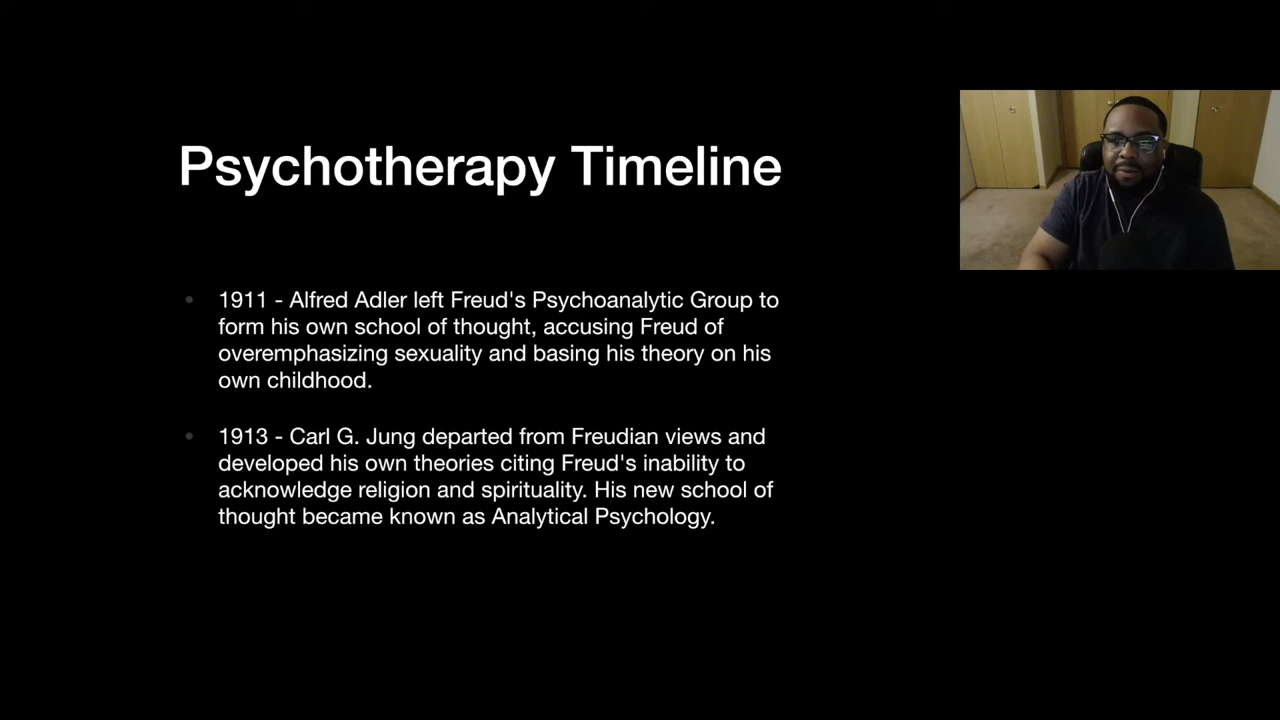 Psychotherapy Timeline
• 1911 - Alfred Adler left Freud's Psychoanalytic Group to
form his own school of thought, accusing Freud of
overemphasizing sexuality and basing his theory on his
own childhood.
• 1913 - Carl G. Jung departed from Freudian views and
developed his own theories citing Freud's inability to
acknowledge religion and spirituality. His new school of
thought became known as Analytical Psychology.